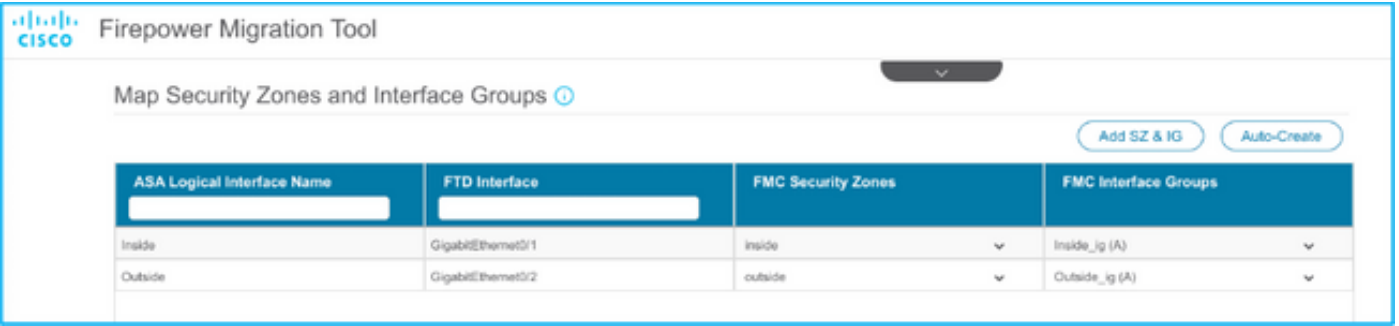 CISCO Firepower Migration Tool
Map Security Zones and Interface Groups
Add SZ & IG Auto-Create
ASA Logical Interface Name FTD Interface FMC Security Zones FMC Interface Groups
Inside GigabitEthernet0/1 inside Inside_ig (A)
Outside GigabitEthernet0/2 outside Outside_ig (A)